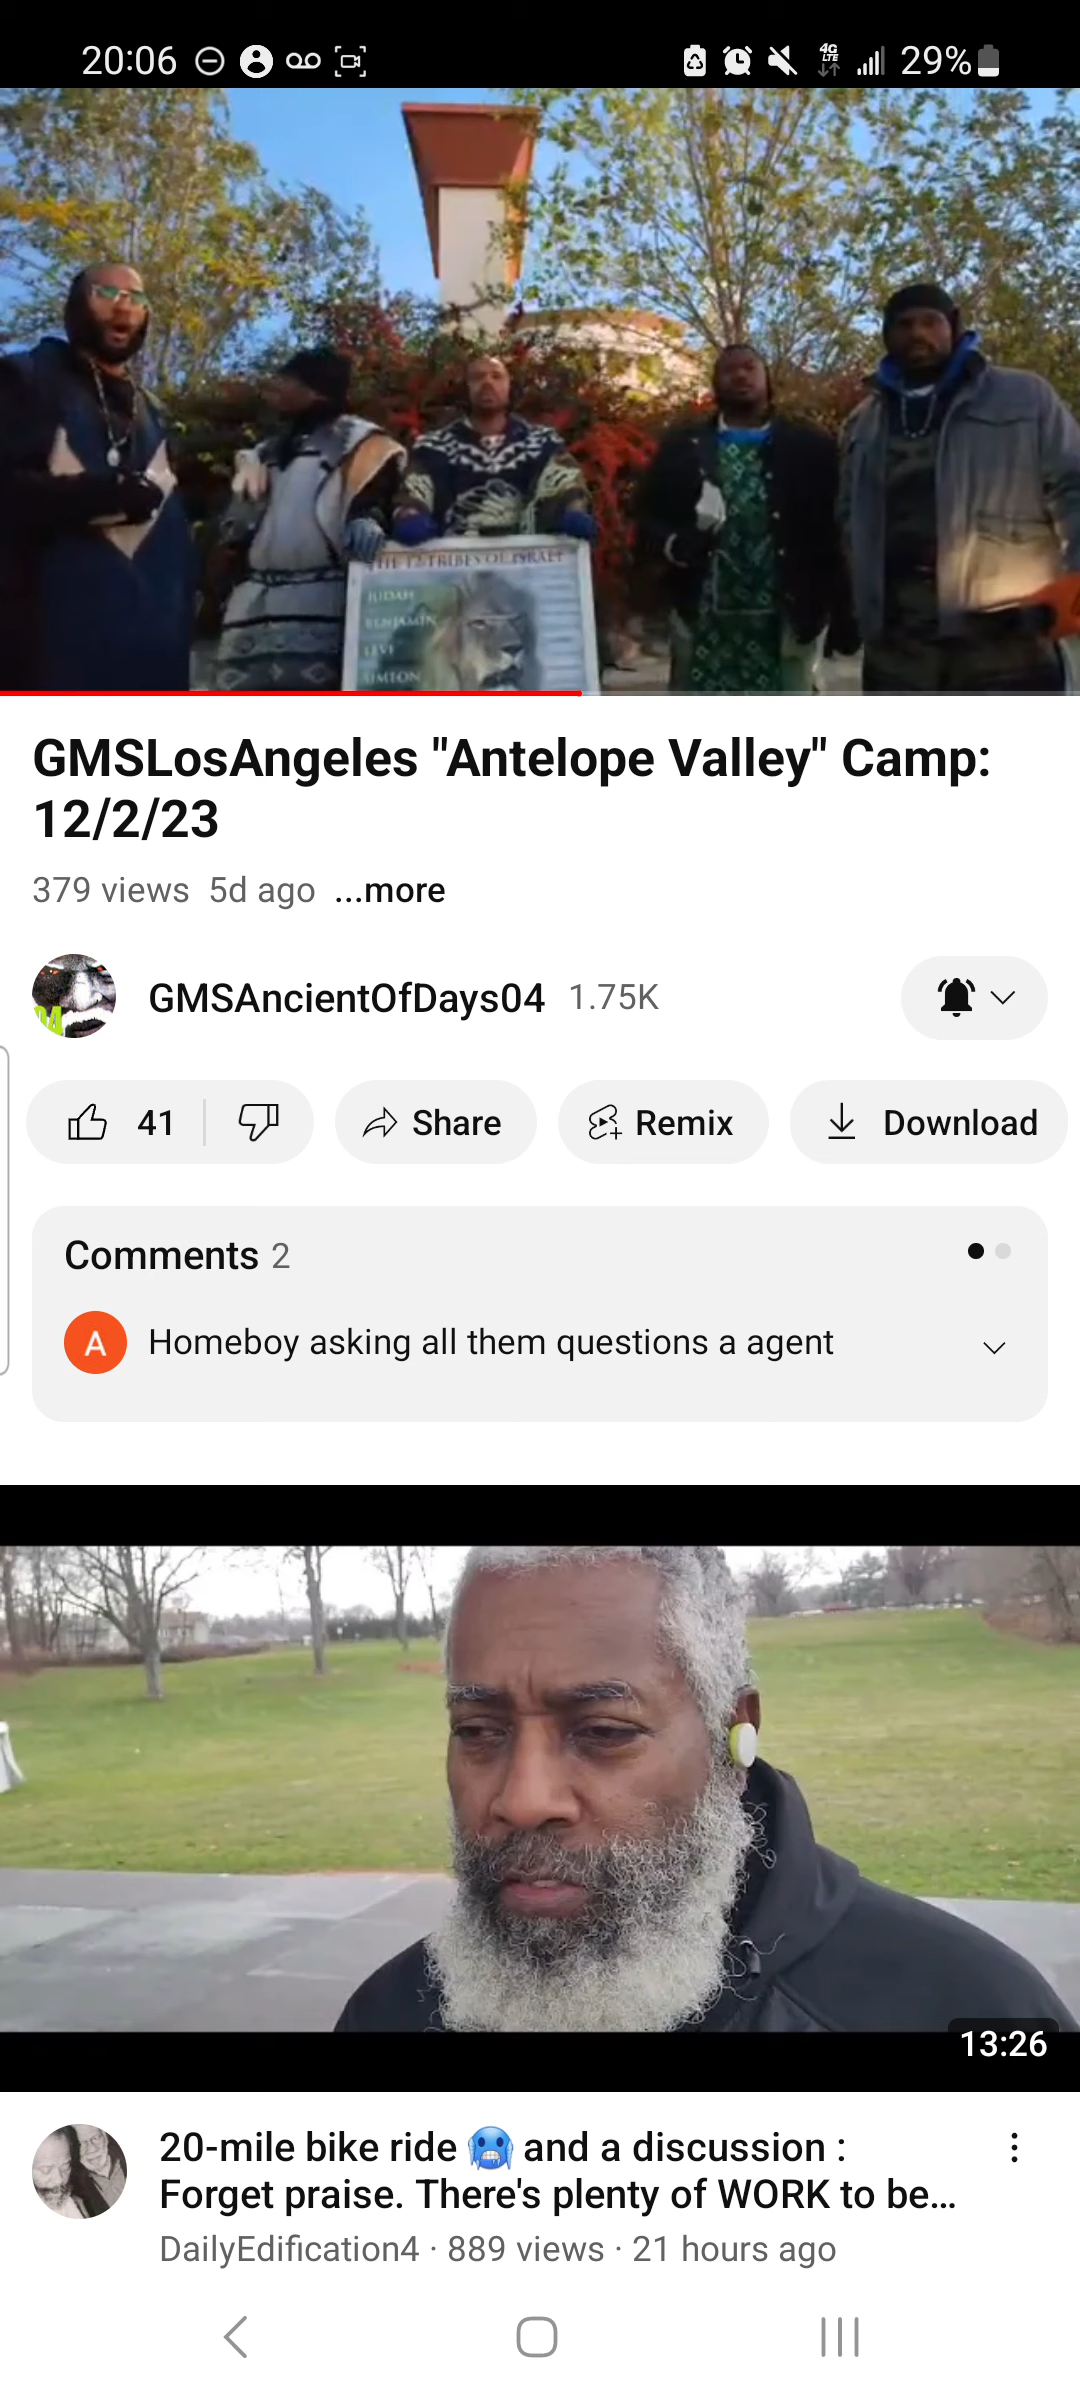 20:06
4G
LTE
29%
THE 12 TRIBES OF ISRAEL
JUDAH
BENJAMIN
LEVI
SIMEON
GMSLosAngeles "Antelope Valley" Camp:
12/2/23
379 views 5d ago ...more
04
GMSAncientOfDays04 1.75K
41
Share
Remix
Download
Comments 2
A
Homeboy asking all them questions a agent
13:26
20-mile bike ride 🥶 and a discussion :
Forget praise. There's plenty of WORK to be...
DailyEdification4 · 889 views · 21 hours ago